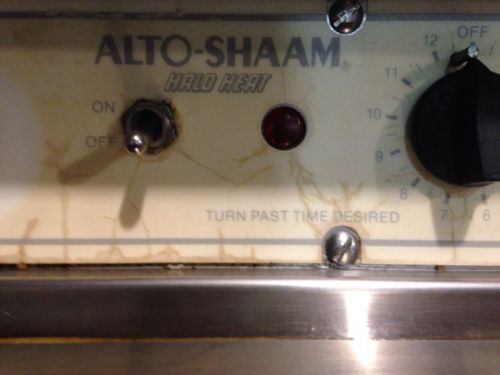 ALTO-SHAAM®
HALO HEAT
ON
OFF
OFF
12
11
10
9
8
7
6
TURN PAST TIME DESIRED